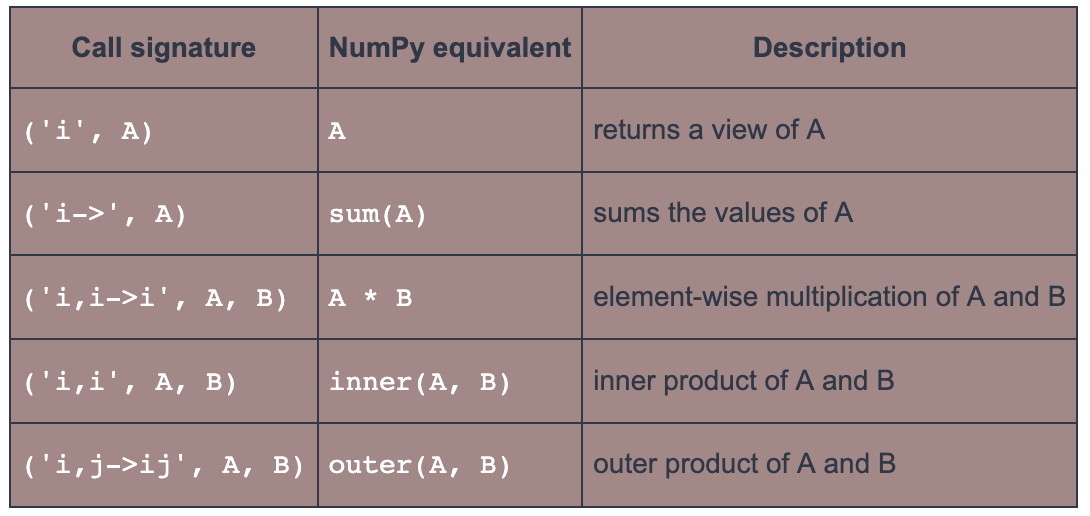 Call signature NumPy equivalent Description
('i', A) A returns a view of A
('i->', A) sum(A) sums the values of A
('i,i->i', A, B) A * B element-wise multiplication of A and B
('i,i', A, B) inner(A, B) inner product of A and B
('i,j->ij', A, B) outer(A, B) outer product of A and B